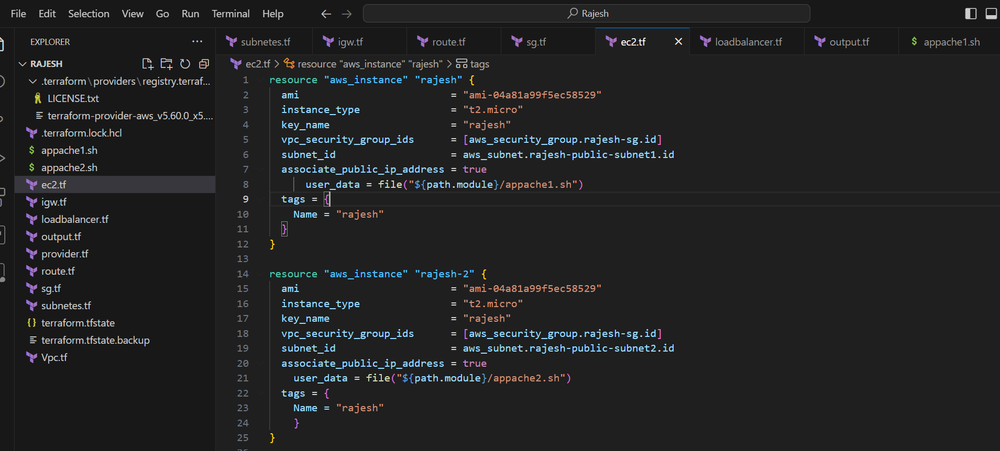 File Edit Selection View Go Run Terminal Help Rajesh
EXPLORER
RAJESH
.terraform\providers\registry.terraf...
LICENSE.txt
terraform-provider-aws_v5.60.0_x5....
.terraform.lock.hcl
appache1.sh
appache2.sh
ec2.tf
igw.tf
loadbalancer.tf
output.tf
provider.tf
route.tf
sg.tf
subnetes.tf
terraform.tfstate
terraform.tfstate.backup
Vpc.tf
subnetes.tf igw.tf route.tf sg.tf ec2.tf loadbalancer.tf output.tf appache1.sh
ec2.tf > resource "aws_instance" "rajesh" > tags
1 resource "aws_instance" "rajesh" {
2 ami = "ami-04a81a99f5ec58529"
3 instance_type = "t2.micro"
4 key_name = "rajesh"
5 vpc_security_group_ids = [aws_security_group.rajesh-sg.id]
6 subnet_id = aws_subnet.rajesh-public-subnet1.id
7 associate_public_ip_address = true
8 user_data = file("${path.module}/appache1.sh")
9 tags = {
10 Name = "rajesh"
11 }
12 }
13
14 resource "aws_instance" "rajesh-2" {
15 ami = "ami-04a81a99f5ec58529"
16 instance_type = "t2.micro"
17 key_name = "rajesh"
18 vpc_security_group_ids = [aws_security_group.rajesh-sg.id]
19 subnet_id = aws_subnet.rajesh-public-subnet2.id
20 associate_public_ip_address = true
21 user_data = file("${path.module}/appache2.sh")
22 tags = {
23 Name = "rajesh"
24 }
25 }